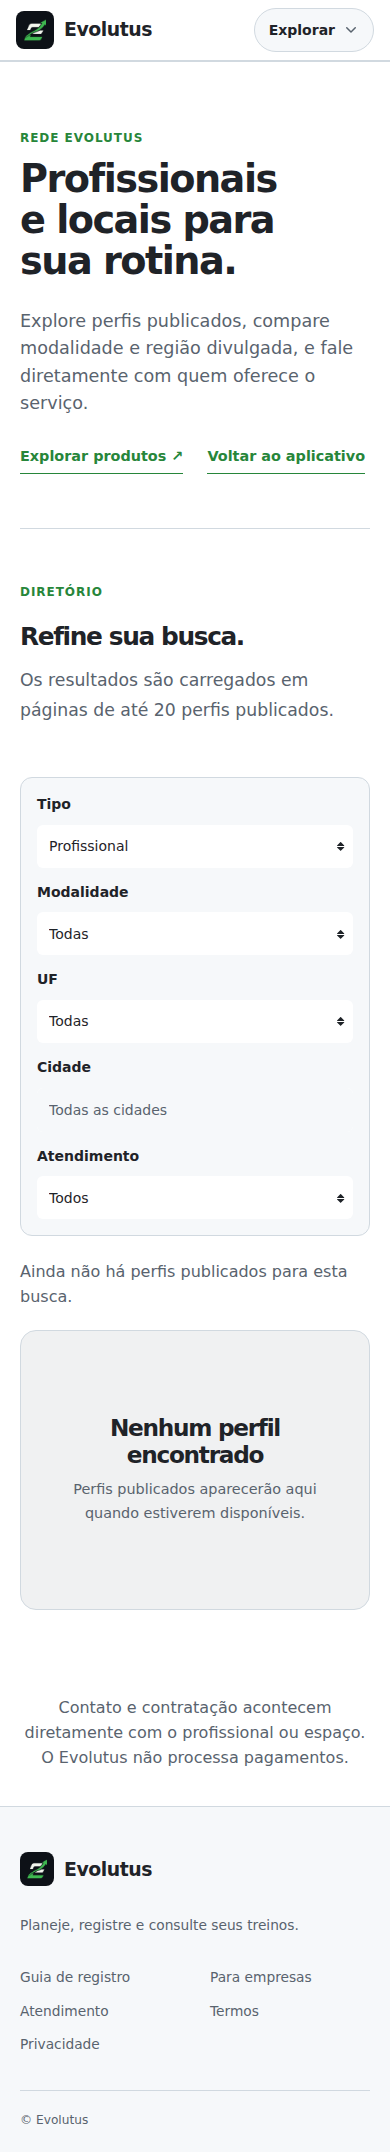 Evolutus
Explorar
REDE EVOLUTUS
Profissionais
e locais para
sua rotina.
Explore perfis publicados, compare
modalidade e região divulgada, e fale
diretamente com quem oferece o
serviço.
Explorar produtos ↗ Voltar ao aplicativo
DIRETÓRIO
Refine sua busca.
Os resultados são carregados em
páginas de até 20 perfis publicados.
Tipo
Profissional
Modalidade
Todas
UF
Todas
Cidade
Todas as cidades
Atendimento
Todos
Ainda não há perfis publicados para esta
busca.
Nenhum perfil
encontrado
Perfis publicados aparecerão aqui
quando estiverem disponíveis.
Contato e contratação acontecem
diretamente com o profissional ou espaço.
O Evolutus não processa pagamentos.
Evolutus
Planeje, registre e consulte seus treinos.
Guia de registro Para empresas
Atendimento Termos
Privacidade
© Evolutus